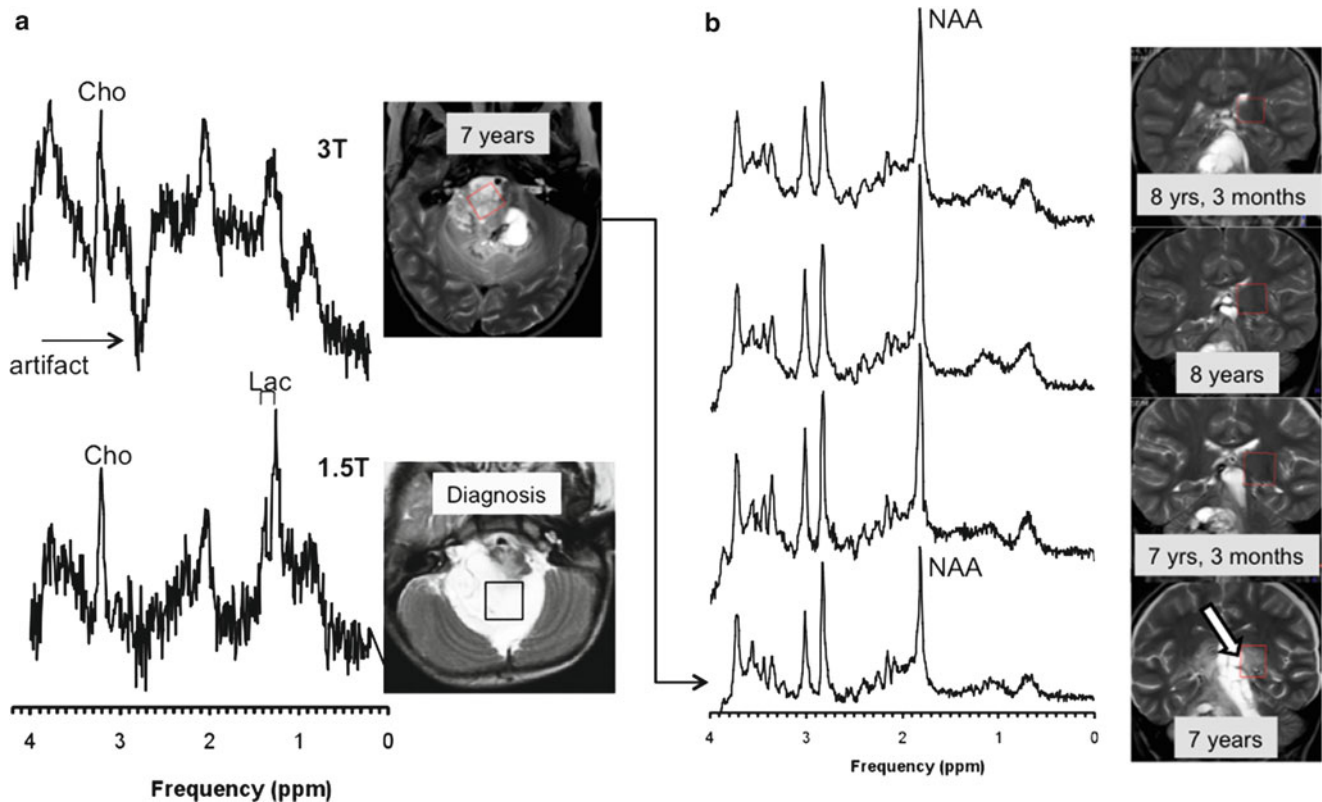 a
Cho
3T
7 years
artifact
Lac
Cho
1.5T
Diagnosis
4 3 2 1 0
Frequency (ppm)
b
NAA
8 yrs, 3 months
8 years
7 yrs, 3 months
NAA
7 years
4 3 2 1 0
Frequency (ppm)